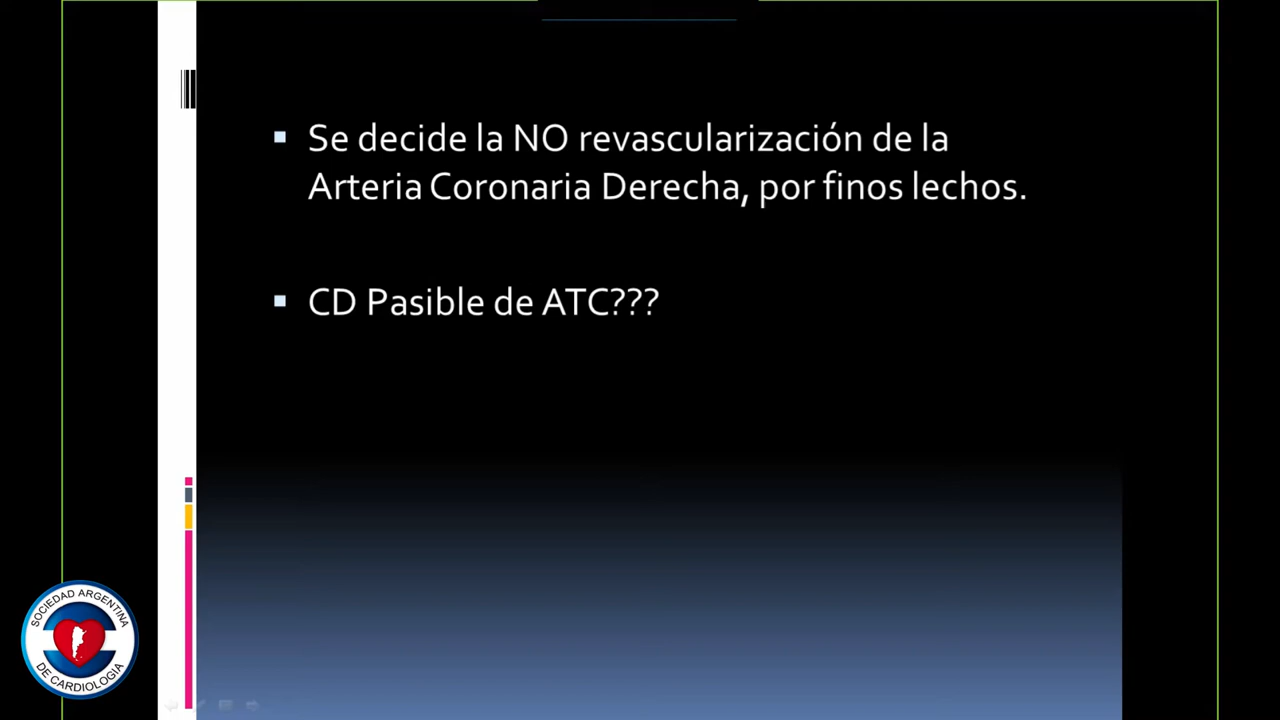 Se decide la NO revascularización de la
Arteria Coronaria Derecha, por finos lechos.
CD Pasible de ATC???
SOCIEDAD ARGENTINA
DE CARDIOLOGIA